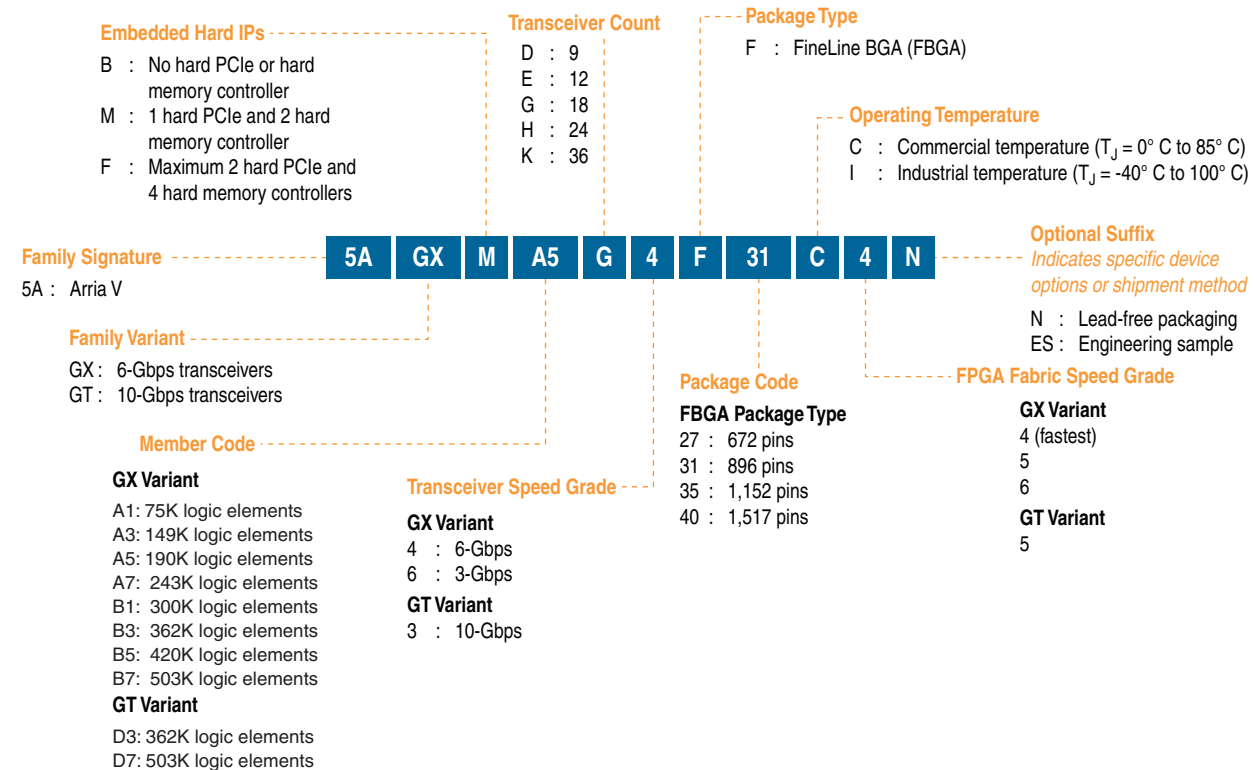 Embedded Hard IPs
B : No hard PCIe or hard
memory controller
M : 1 hard PCIe and 2 hard
memory controller
F : Maximum 2 hard PCIe and
4 hard memory controllers
Transceiver Count
D : 9
E : 12
G : 18
H : 24
K : 36
Package Type
F : FineLine BGA (FBGA)
Operating Temperature
C : Commercial temperature (TJ = 0° C to 85° C)
I : Industrial temperature (TJ = -40° C to 100° C)
Family Signature
5A : Arria V
5A GX M A5 G 4 F 31 C 4 N
Optional Suffix
Indicates specific device
options or shipment method
N : Lead-free packaging
ES : Engineering sample
Family Variant
GX : 6-Gbps transceivers
GT : 10-Gbps transceivers
Member Code
GX Variant
A1: 75K logic elements
A3: 149K logic elements
A5: 190K logic elements
A7: 243K logic elements
B1: 300K logic elements
B3: 362K logic elements
B5: 420K logic elements
B7: 503K logic elements
GT Variant
D3: 362K logic elements
D7: 503K logic elements
Transceiver Speed Grade
GX Variant
4 : 6-Gbps
6 : 3-Gbps
GT Variant
3 : 10-Gbps
Package Code
FBGA Package Type
27 : 672 pins
31 : 896 pins
35 : 1,152 pins
40 : 1,517 pins
FPGA Fabric Speed Grade
GX Variant
4 (fastest)
5
6
GT Variant
5